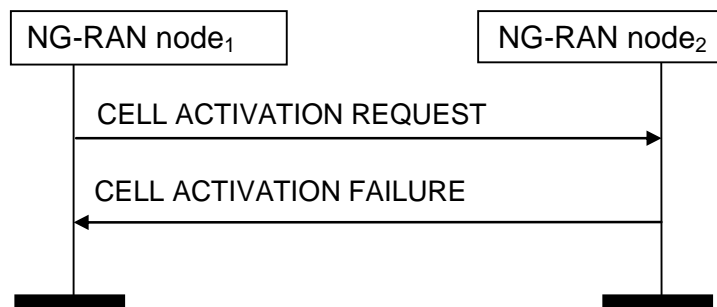 NG-RAN node₁
NG-RAN node₂
CELL ACTIVATION REQUEST
CELL ACTIVATION FAILURE